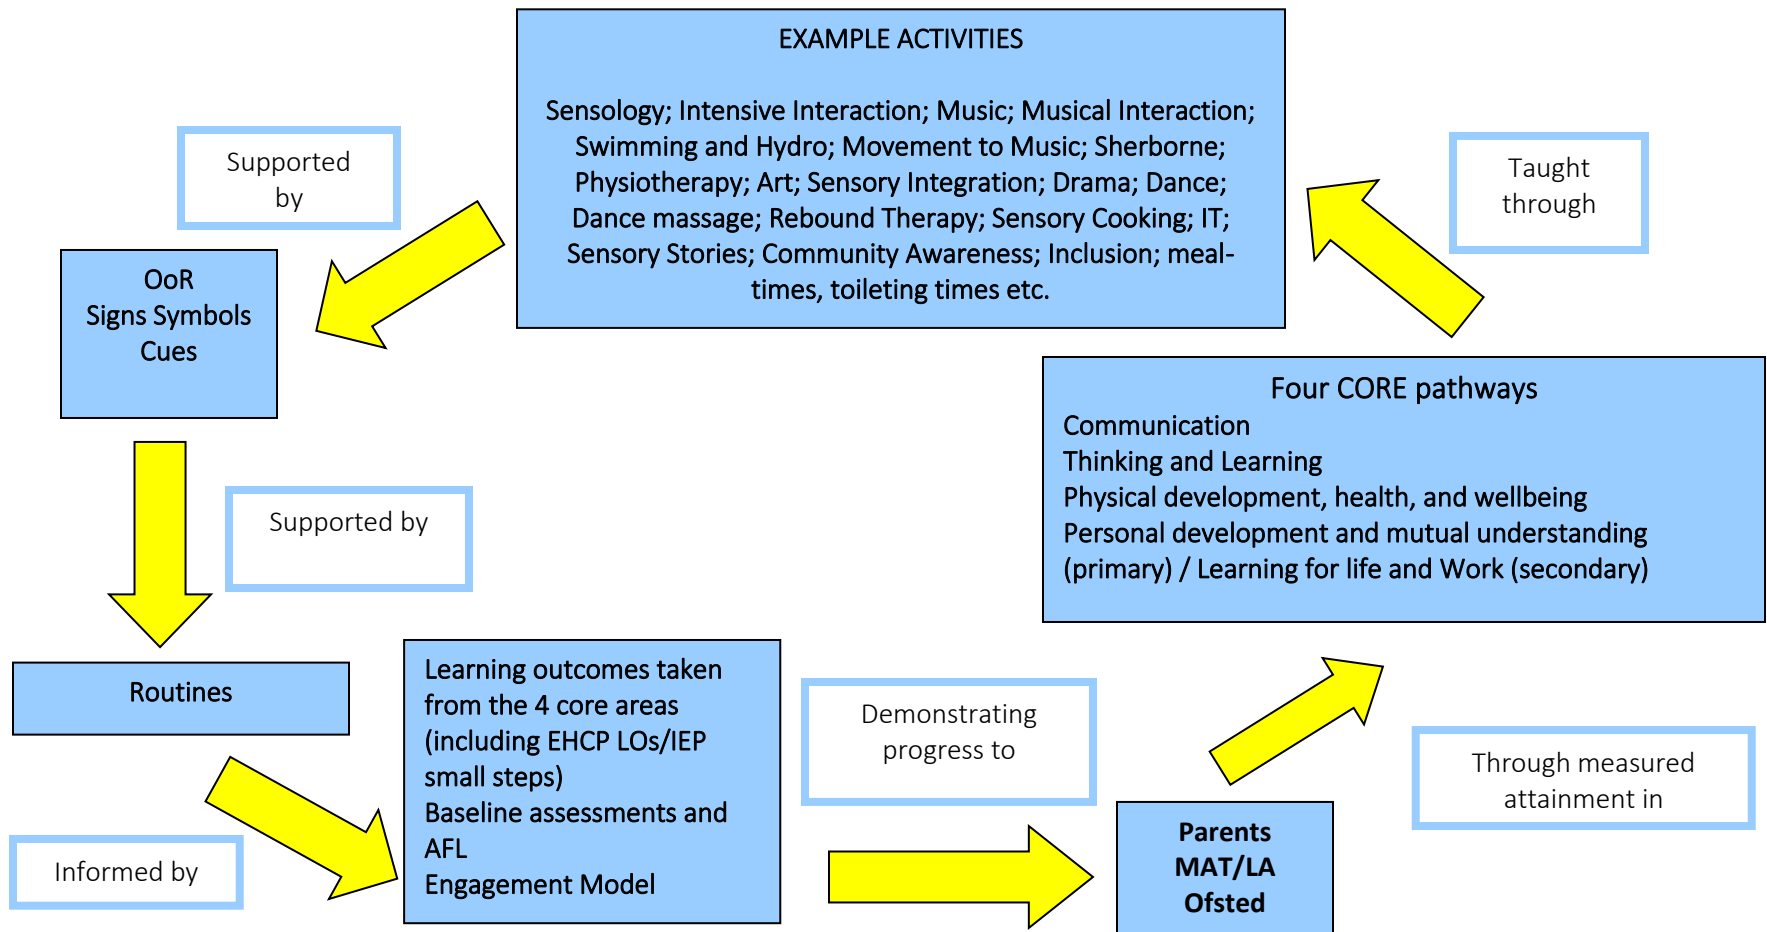 EXAMPLE ACTIVITIES
Sensology; Intensive Interaction; Music; Musical Interaction;
Swimming and Hydro; Movement to Music; Sherborne;
Physiotherapy; Art; Sensory Integration; Drama; Dance;
Dance massage; Rebound Therapy; Sensory Cooking; IT;
Sensory Stories; Community Awareness; Inclusion; meal-
times, toileting times etc.
Supported
by
OoR
Signs Symbols
Cues
Supported by
Routines
Informed by
Learning outcomes taken
from the 4 core areas
(including EHCP LOs/IEP
small steps)
Baseline assessments and
AFL
Engagement Model
Demonstrating
progress to
Parents
MAT/LA
Ofsted
Through measured
attainment in
Four CORE pathways
Communication
Thinking and Learning
Physical development, health, and wellbeing
Personal development and mutual understanding
(primary) / Learning for life and Work (secondary)
Taught
through